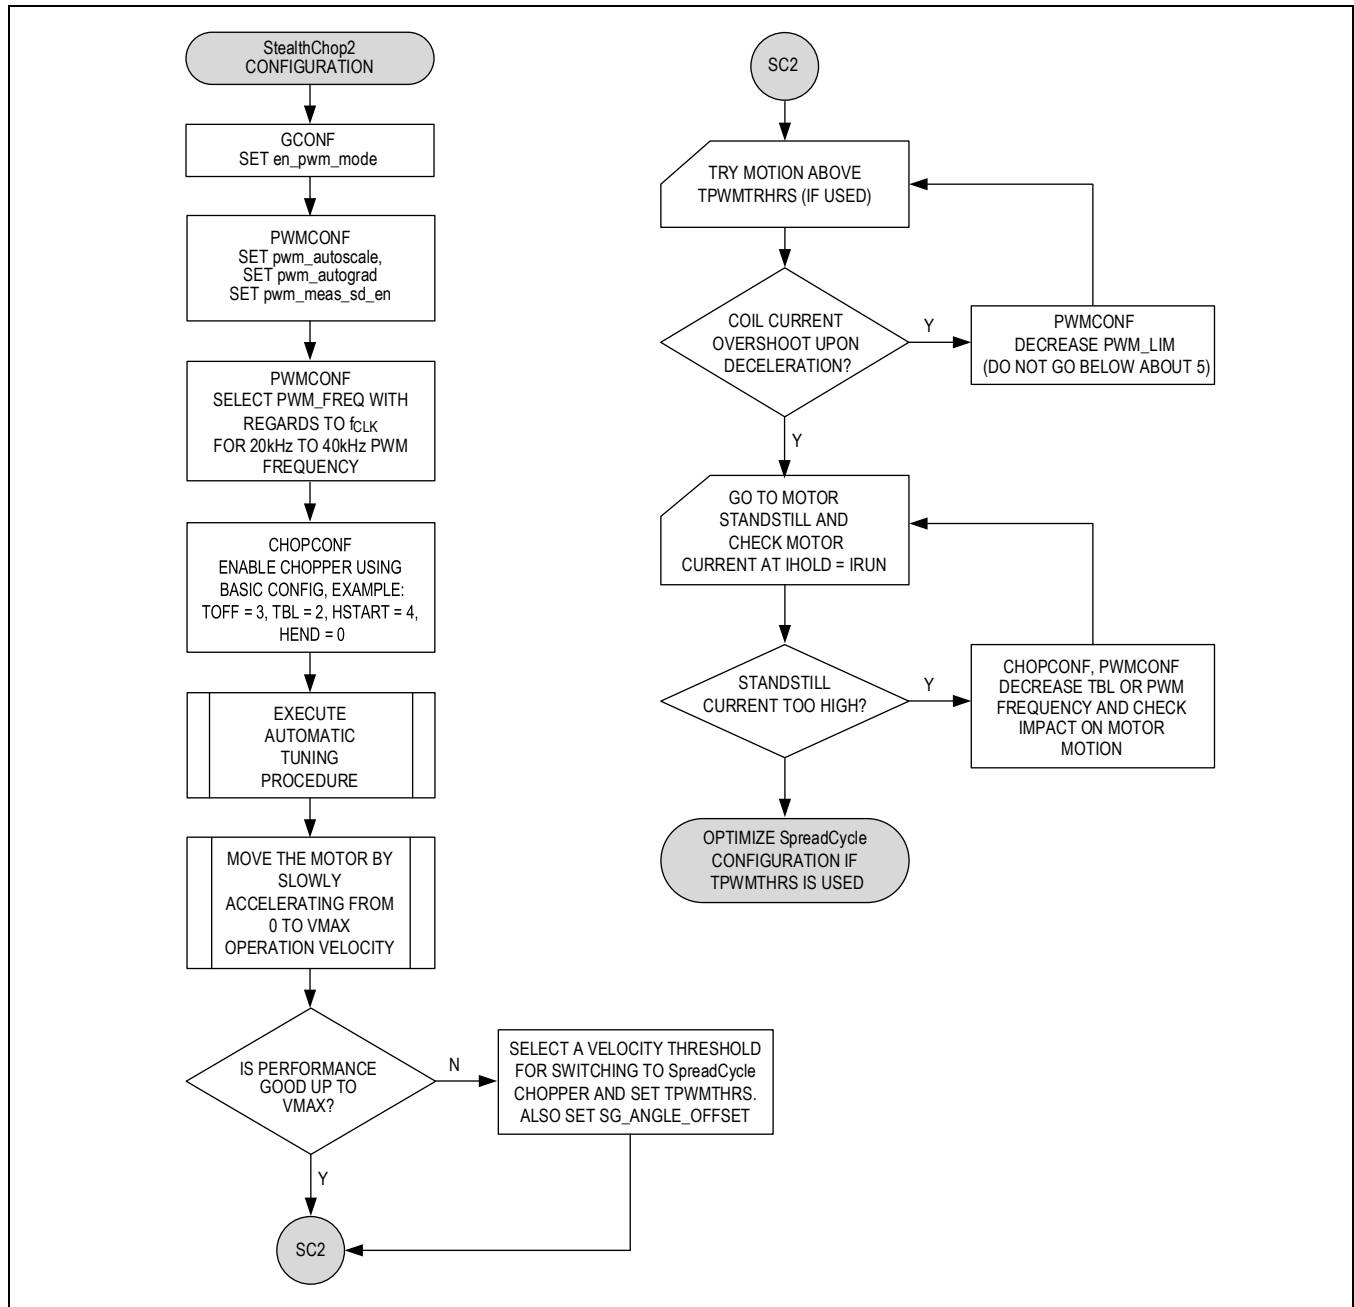 StealthChop2
CONFIGURATION
GCONF
SET en_pwm_mode
PWMCONF
SET pwm_autoscale,
SET pwm_autograd
SET pwm_meas_sd_en
PWMCONF
SELECT PWM_FREQ WITH
REGARDS TO fCLK
FOR 20kHz TO 40kHz PWM
FREQUENCY
CHOPCONF
ENABLE CHOPPER USING
BASIC CONFIG, EXAMPLE:
TOFF = 3, TBL = 2, HSTART = 4,
HEND = 0
EXECUTE
AUTOMATIC
TUNING
PROCEDURE
MOVE THE MOTOR BY
SLOWLY
ACCELERATING FROM
0 TO VMAX
OPERATION VELOCITY
IS PERFORMANCE
GOOD UP TO
VMAX?
N
SELECT A VELOCITY THRESHOLD
FOR SWITCHING TO SpreadCycle
CHOPPER AND SET TPWMTHRS.
ALSO SET SG_ANGLE_OFFSET
Y
SC2
SC2
TRY MOTION ABOVE
TPWMTRHRS (IF USED)
COIL CURRENT
OVERSHOOT UPON
DECELERATION?
Y
PWMCONF
DECREASE PWM_LIM
(DO NOT GO BELOW ABOUT 5)
Y
GO TO MOTOR
STANDSTILL AND
CHECK MOTOR
CURRENT AT IHOLD = IRUN
STANDSTILL
CURRENT TOO HIGH?
Y
CHOPCONF, PWMCONF
DECREASE TBL OR PWM
FREQUENCY AND CHECK
IMPACT ON MOTOR
MOTION
OPTIMIZE SpreadCycle
CONFIGURATION IF
TPWMTHRS IS USED